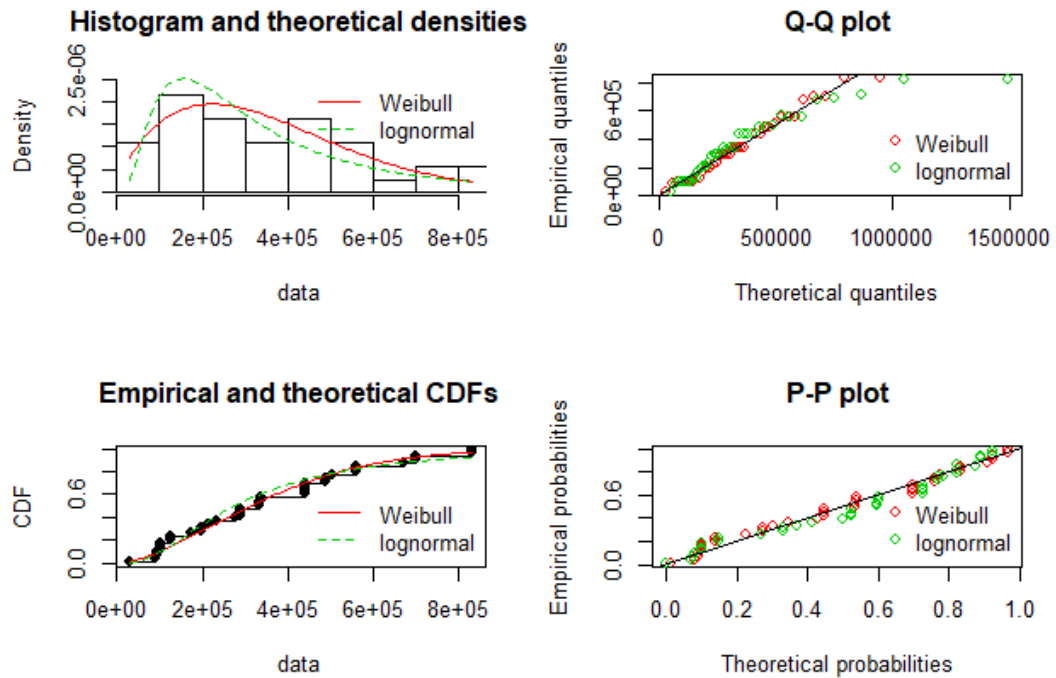 Histogram and theoretical densities
Density
0.0e+00
2.5e-06
Weibull
lognormal
0e+00 2e+05 4e+05 6e+05 8e+05
data
Q-Q plot
Empirical quantiles
0e+00
6e+05
Weibull
lognormal
0 500000 1000000 1500000
Theoretical quantiles
Empirical and theoretical CDFs
CDF
0.0
0.6
Weibull
lognormal
0e+00 2e+05 4e+05 6e+05 8e+05
data
P-P plot
Empirical probabilities
0.0
0.6
Weibull
lognormal
0.0 0.2 0.4 0.6 0.8 1.0
Theoretical probabilities